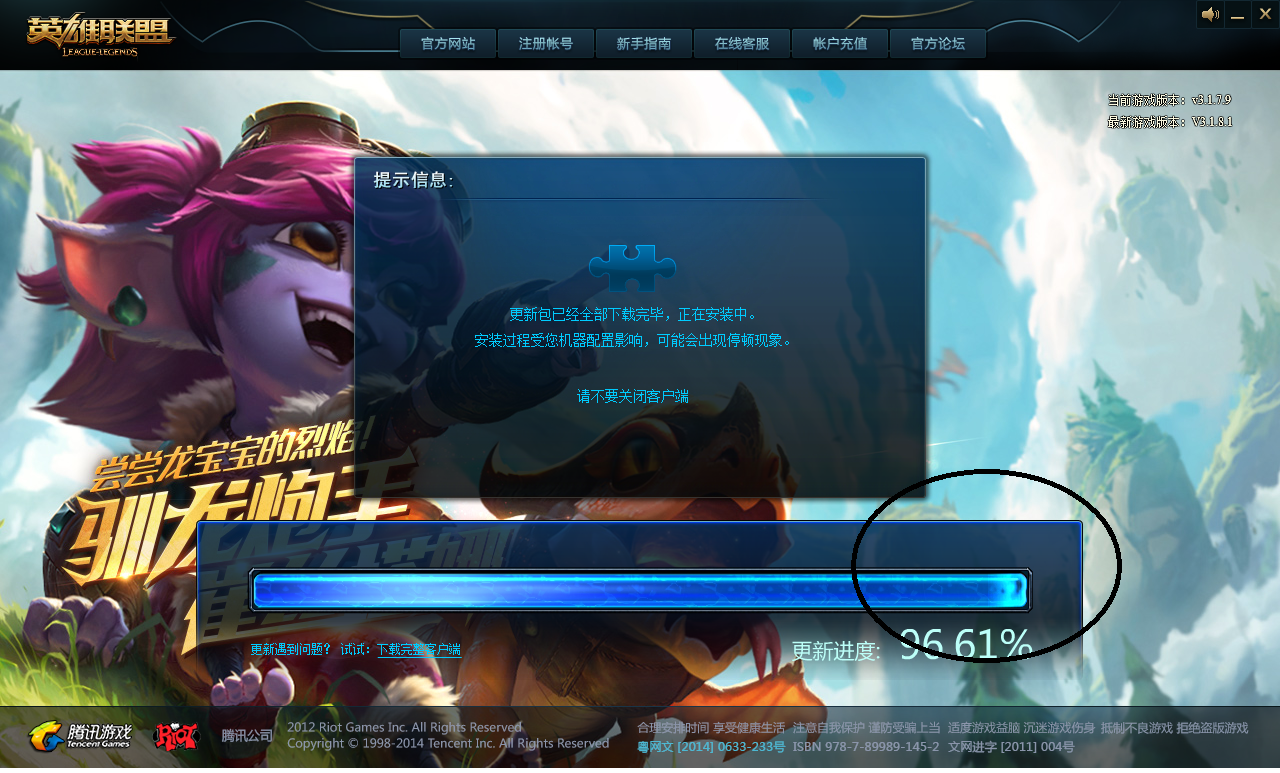 英雄联盟
LEAGUE·LEGENDS
官方网站 注册帐号 新手指南 在线客服 帐户充值 官方论坛
当前游戏版本：v3.1.7.9
最新游戏版本：V3.1.8.1
提示信息：
更新包已经全部下载完毕，正在安装中。
安装过程受您机器配置影响，可能会出现停顿现象。
请不要关闭客户端
尝尝龙宝宝的烈焰！
驯龙炮手
崔丝塔娜
更新遇到问题？ 试试：下载完整客户端
更新进度： 96.61%
腾讯游戏
Tencent Games
RIOT
腾讯公司
2012 Riot Games Inc. All Rights Reserved
Copyright © 1998-2014 Tencent Inc. All Rights Reserved
合理安排时间 享受健康生活 注意自我保护 谨防受骗上当 适度游戏益脑 沉迷游戏伤身 抵制不良游戏 拒绝盗版游戏
粤网文 [2014] 0633-233号 ISBN 978-7-89989-145-2 文网进字 [2011] 004号